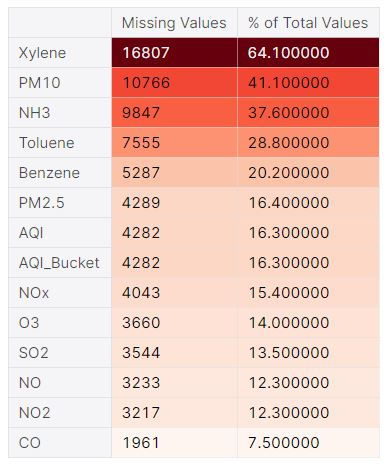 Missing Values % of Total Values
Xylene 16807 64.100000
PM10 10766 41.100000
NH3 9847 37.600000
Toluene 7555 28.800000
Benzene 5287 20.200000
PM2.5 4289 16.400000
AQI 4282 16.300000
AQI_Bucket 4282 16.300000
NOx 4043 15.400000
O3 3660 14.000000
SO2 3544 13.500000
NO 3233 12.300000
NO2 3217 12.300000
CO 1961 7.500000